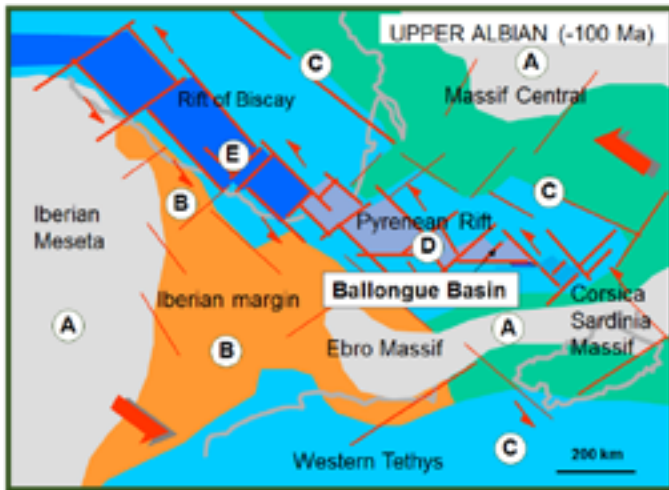 UPPER ALBIAN (-100 Ma)
A
Massif Central
C
Rift of Biscay
E
C
B
Iberian
Meseta
Pyrenean Rift
D
Ballongue Basin
A
Iberian margin
B
Ebro Massif
A
Corsica
Sardinia
Massif
Western Tethys
C
200 km